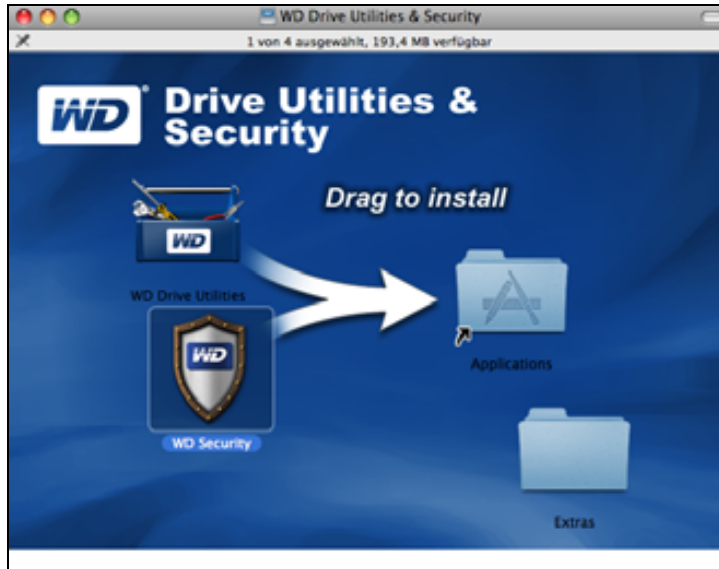 WD Drive Utilities & Security
1 von 4 ausgewählt, 193,4 MB verfügbar
WD
Drive Utilities &
Security
Drag to install
WD
WD Drive Utilities
WD
WD Security
Applications
Extras